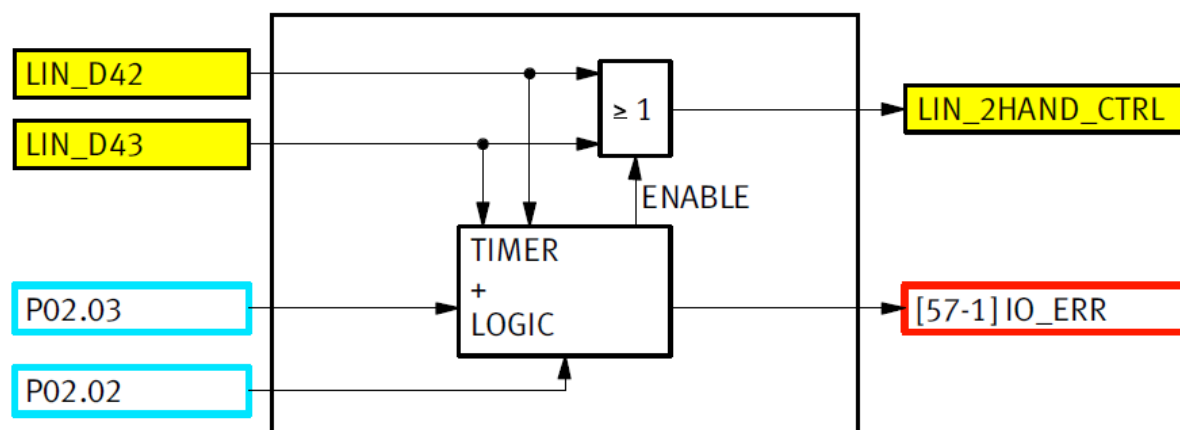 LIN_D42
LIN_D43
≥ 1
LIN_2HAND_CTRL
ENABLE
TIMER
+
LOGIC
P02.03
P02.02
[57-1] IO_ERR